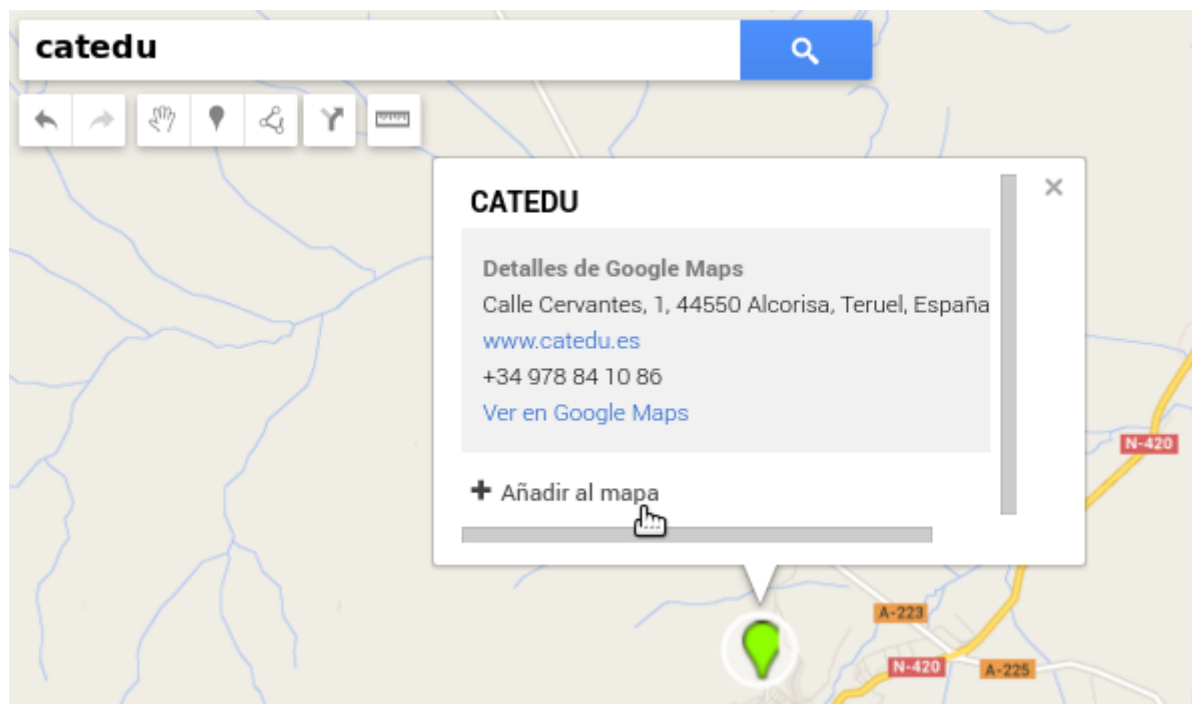 catedu
CATEDU
Detalles de Google Maps
Calle Cervantes, 1, 44550 Alcorisa, Teruel, España
www.catedu.es
+34 978 84 10 86
Ver en Google Maps
+ Añadir al mapa
N-420
A-223
N-420
A-225